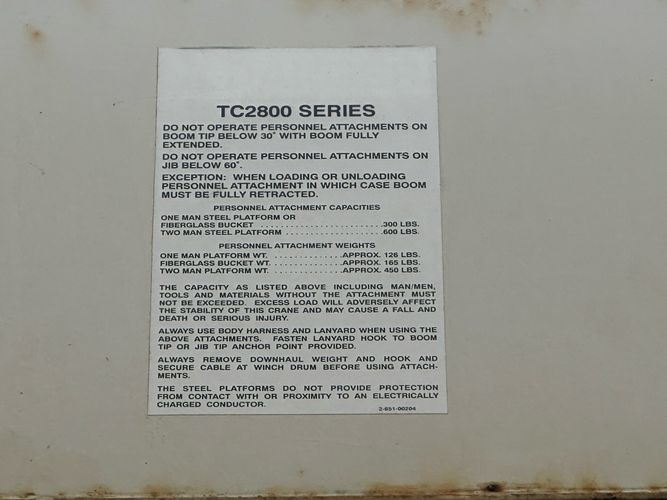 TC2800 SERIES
DO NOT OPERATE PERSONNEL ATTACHMENTS ON
BOOM TIP BELOW 30° WITH BOOM FULLY
EXTENDED.
DO NOT OPERATE PERSONNEL ATTACHMENTS ON
JIB BELOW 60°.
EXCEPTION: WHEN LOADING OR UNLOADING
PERSONNEL ATTACHMENT IN WHICH CASE BOOM
MUST BE FULLY RETRACTED.
PERSONNEL ATTACHMENT CAPACITIES
ONE MAN STEEL PLATFORM OR
FIBERGLASS BUCKET . . . . . . . . . . . . . . . . . . . . . . . .300 LBS.
TWO MAN STEEL PLATFORM . . . . . . . . . . . . . . . . . . .600 LBS.
PERSONNEL ATTACHMENT WEIGHTS
ONE MAN PLATFORM WT. . . . . . . . . . . . . .APPROX. 126 LBS.
FIBERGLASS BUCKET WT. . . . . . . . . . . . . .APPROX. 165 LBS.
TWO MAN PLATFORM WT. . . . . . . . . . . . . .APPROX. 450 LBS.
THE CAPACITY AS LISTED ABOVE INCLUDING MAN/MEN,
TOOLS AND MATERIALS WITHOUT THE ATTACHMENT MUST
NOT BE EXCEEDED. EXCESS LOAD WILL ADVERSELY AFFECT
THE STABILITY OF THIS CRANE AND MAY CAUSE A FALL AND
DEATH OR SERIOUS INJURY.
ALWAYS USE BODY HARNESS AND LANYARD WHEN USING THE
ABOVE ATTACHMENTS. FASTEN LANYARD HOOK TO BOOM
TIP OR JIB TIP ANCHOR POINT PROVIDED.
ALWAYS REMOVE DOWNHAUL WEIGHT AND HOOK AND
SECURE CABLE AT WINCH DRUM BEFORE USING ATTACH-
MENTS.
THE STEEL PLATFORMS DO NOT PROVIDE PROTECTION
FROM CONTACT WITH OR PROXIMITY TO AN ELECTRICALLY
CHARGED CONDUCTOR.
2-651-00204